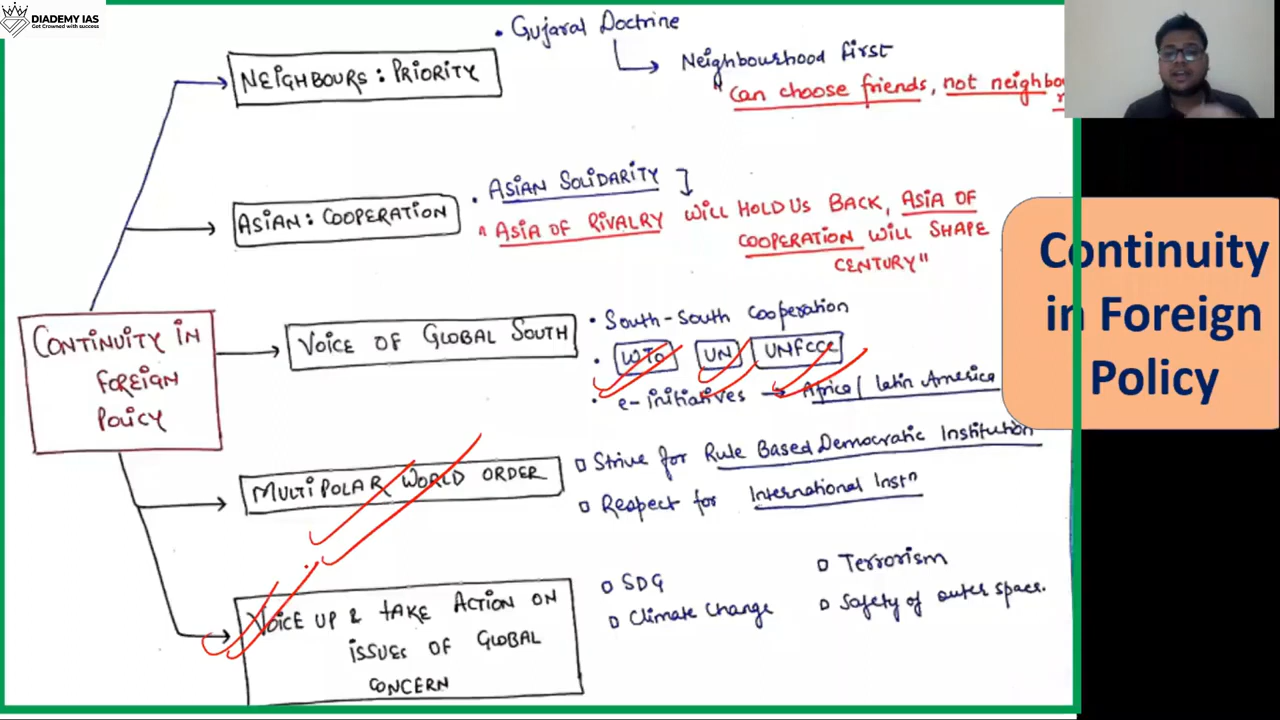 DIADEMY IAS
Get Crowned with success
• Gujaral Doctrine
NEIGHBOURS : PRIORITY
Neighbourhood first
"Can choose friends, not neighbou
ASIAN : COOPERATION
• ASIAN SOLIDARITY
"ASIA OF RIVALRY WILL HOLD US BACK, ASIA OF
COOPERATION WILL SHAPE
CENTURY"
Continuity
in Foreign
Policy
CONTINUITY IN
FOREIGN
POLICY
VOICE OF GLOBAL SOUTH
• South-South Cooperation
• WTO UN UNFCCC
• e-initiatives → Africa / Latin America
MULTIPOLAR WORLD ORDER
Strive for Rule Based Democratic Institution
Respect for International Instn
VOICE UP & TAKE ACTION ON
ISSUES OF GLOBAL
CONCERN
SDG
Climate Change
Terrorism
Safety of outer space.